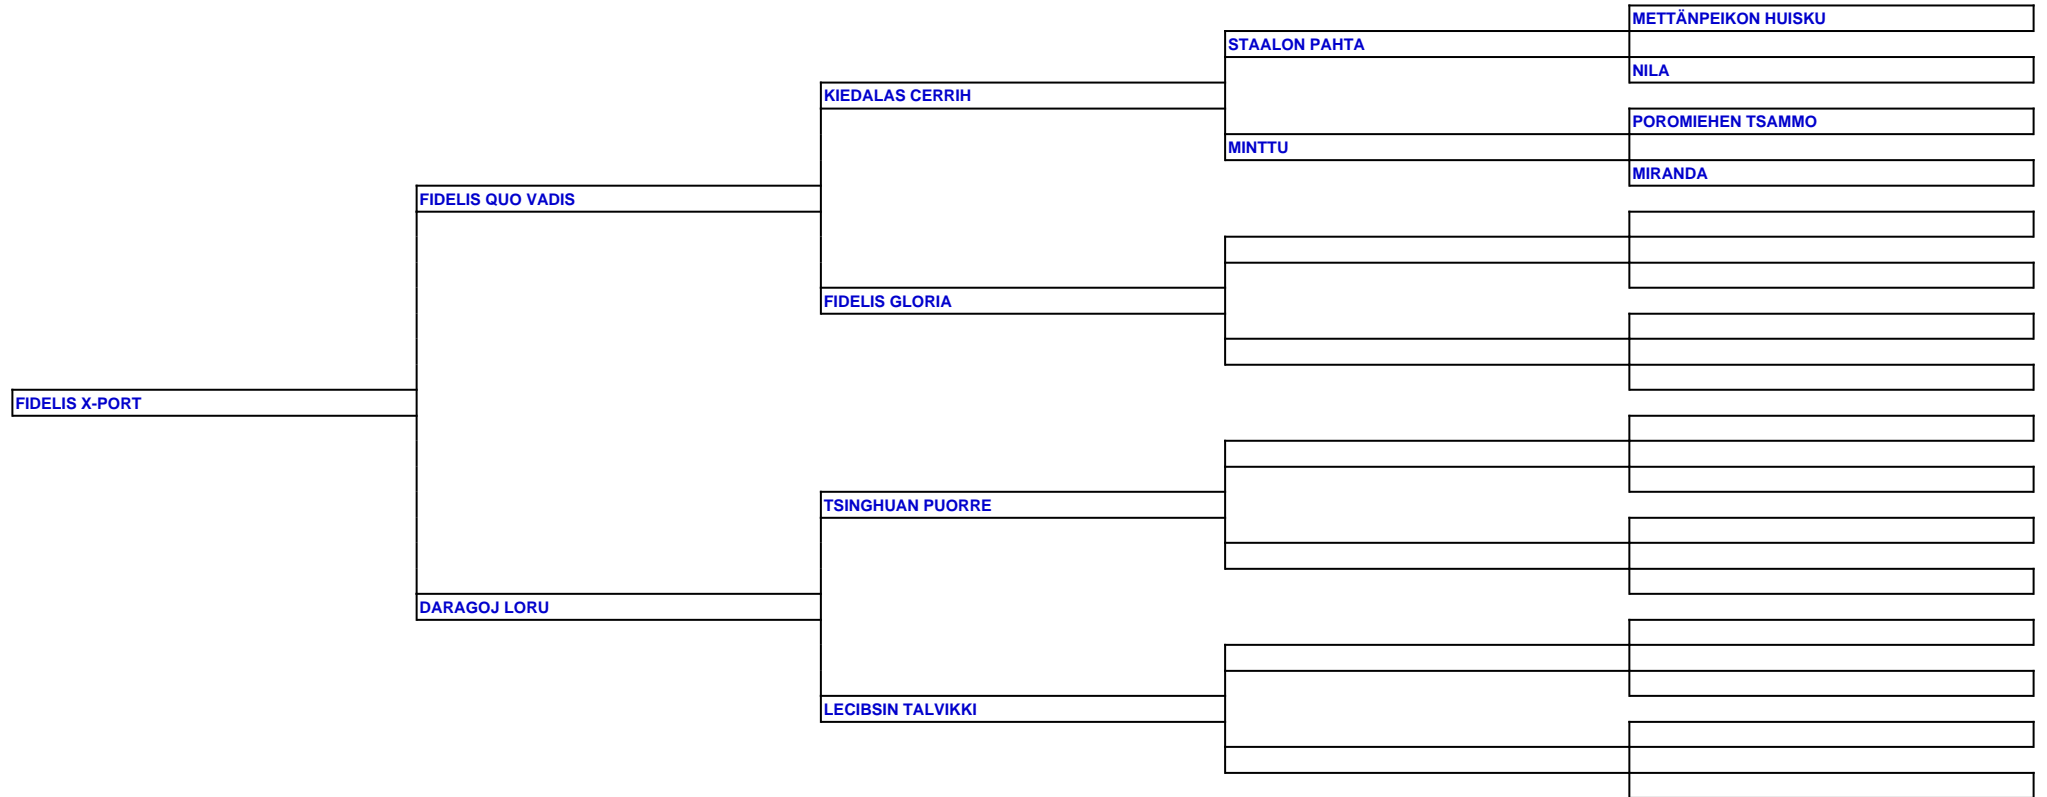 METTÄNPEIKON HUISKU
STAALON PAHTA
NILA
KIEDALAS CERRIH
POROMIEHEN TSAMMO
MINTTU
MIRANDA
FIDELIS QUO VADIS
FIDELIS GLORIA
FIDELIS X-PORT
TSINGHUAN PUORRE
DARAGOJ LORU
LECIBSIN TALVIKKI